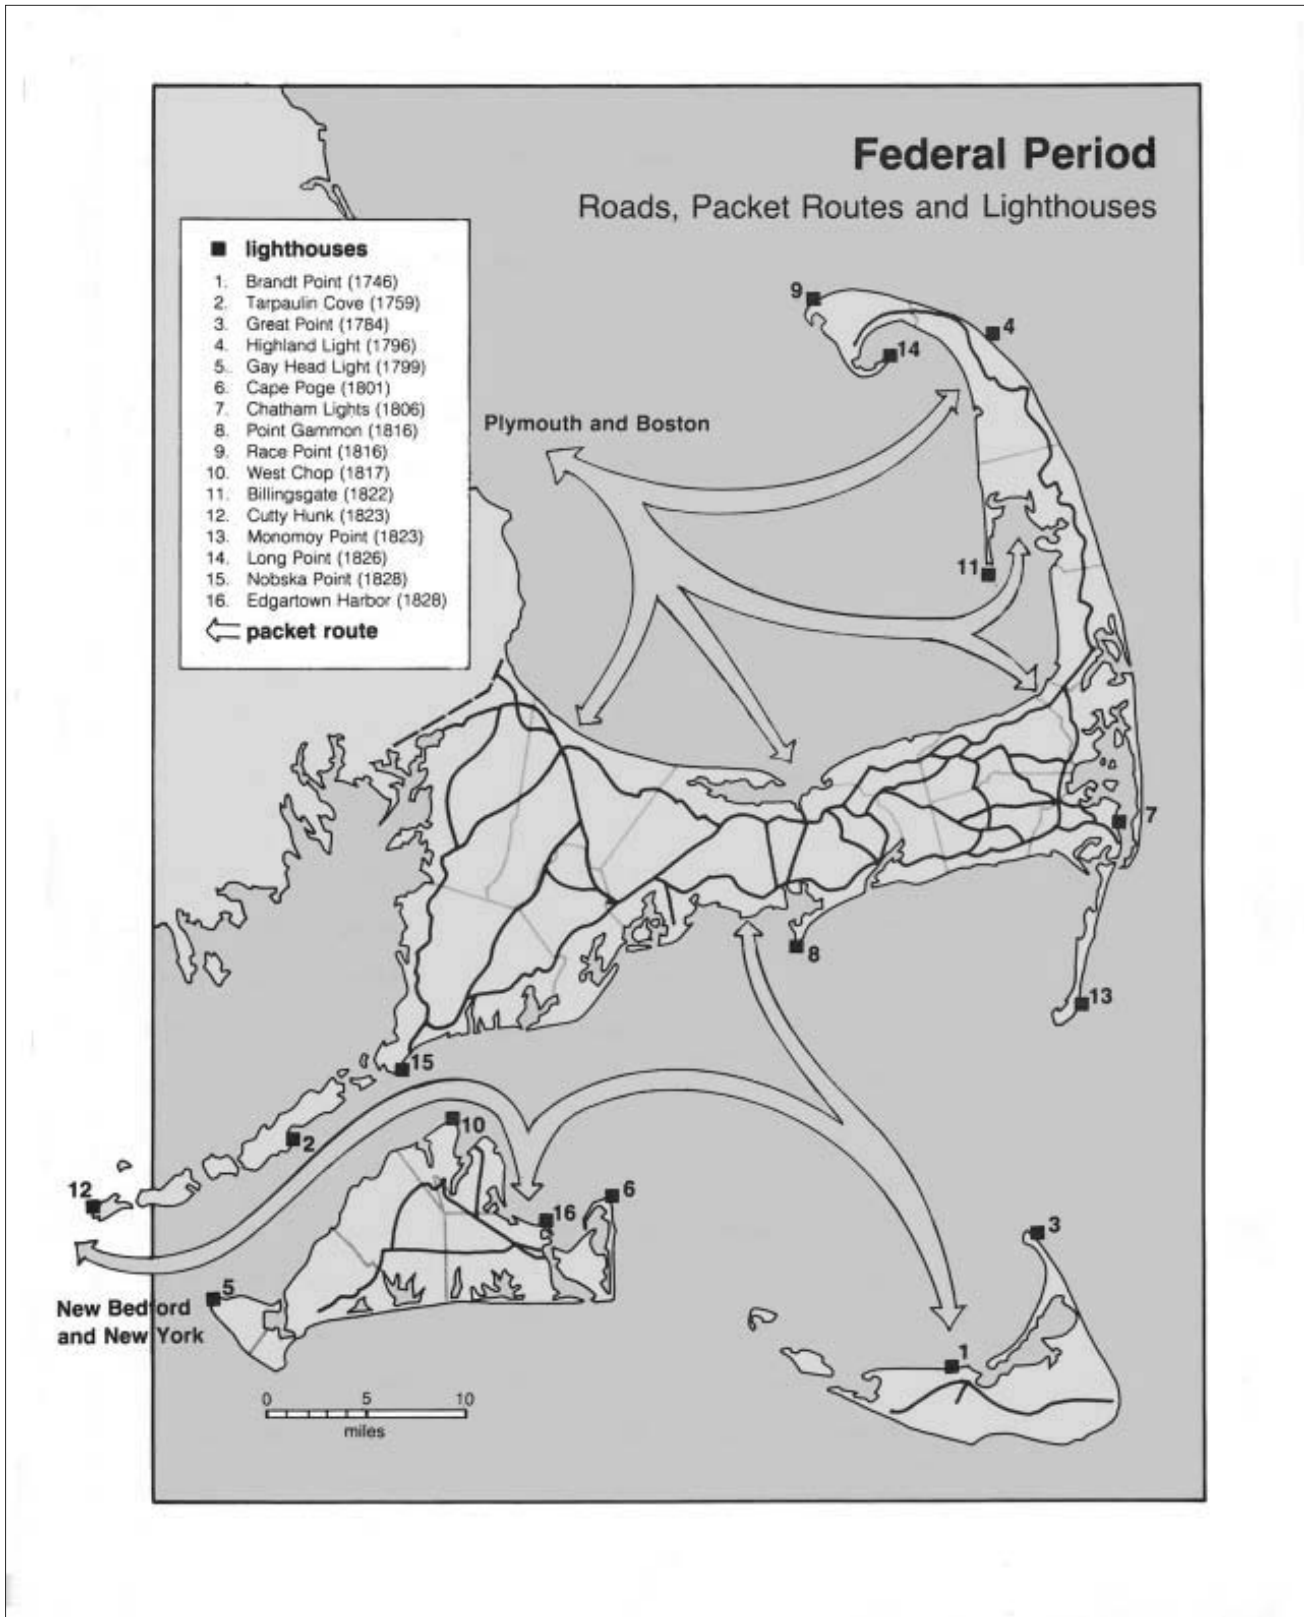 Federal Period
Roads, Packet Routes and Lighthouses
■ lighthouses
1. Brandt Point (1746)
2. Tarpaulin Cove (1759)
3. Great Point (1784)
4. Highland Light (1796)
5. Gay Head Light (1799)
6. Cape Poge (1801)
7. Chatham Lights (1806)
8. Point Gammon (1816)
9. Race Point (1816)
10. West Chop (1817)
11. Billingsgate (1822)
12. Cutty Hunk (1823)
13. Monomoy Point (1823)
14. Long Point (1826)
15. Nobska Point (1828)
16. Edgartown Harbor (1828)
packet route
9
4
14
Plymouth and Boston
11
7
8
13
15
10
2
12
6
16
3
5
New Bedford
and New York
1
0 5 10
miles